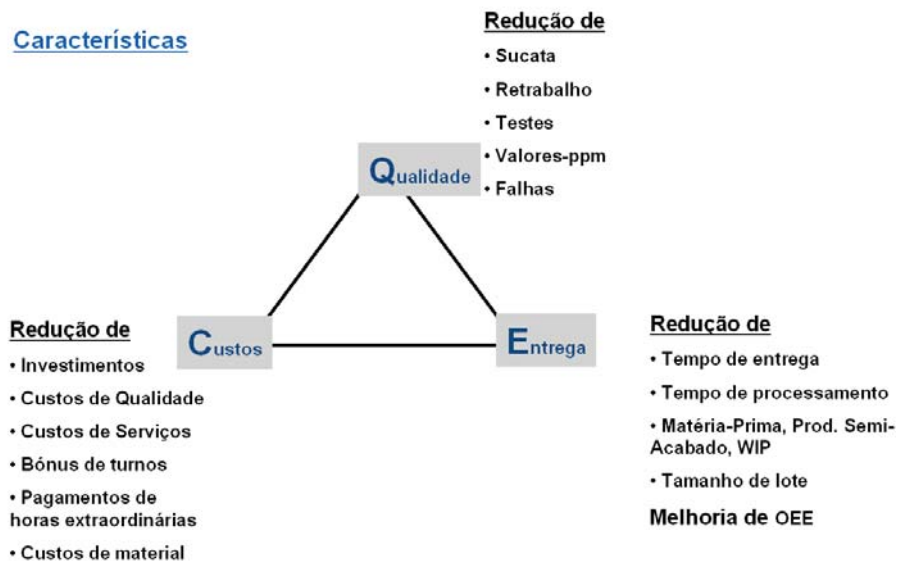 Características
Redução de
• Sucata
• Retrabalho
• Testes
• Valores-ppm
• Falhas
Qualidade
Custos
Entrega
Redução de
• Investimentos
• Custos de Qualidade
• Custos de Serviços
• Bónus de turnos
• Pagamentos de
horas extraordinárias
• Custos de material
Redução de
• Tempo de entrega
• Tempo de processamento
• Matéria-Prima, Prod. Semi-
Acabado, WIP
• Tamanho de lote
Melhoria de OEE